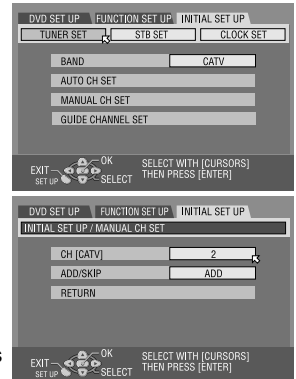 DVD SET UP FUNCTION SET UP INITIAL SET UP
TUNER SET STB SET CLOCK SET
BAND CATV
AUTO CH SET
MANUAL CH SET
GUIDE CHANNEL SET
OK
EXIT SELECT WITH [CURSORS]
SET UP SELECT THEN PRESS [ENTER]
DVD SET UP FUNCTION SET UP INITIAL SET UP
INITIAL SET UP / MANUAL CH SET
CH [CATV] 2
ADD/SKIP ADD
RETURN
s
OK
EXIT SELECT WITH [CURSORS]
SET UP SELECT THEN PRESS [ENTER]